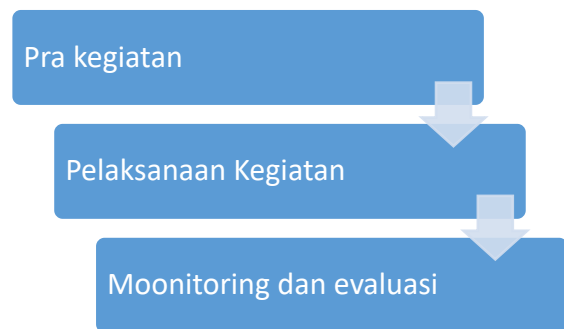 Pra kegiatan
Pelaksanaan Kegiatan
Moonitoring dan evaluasi